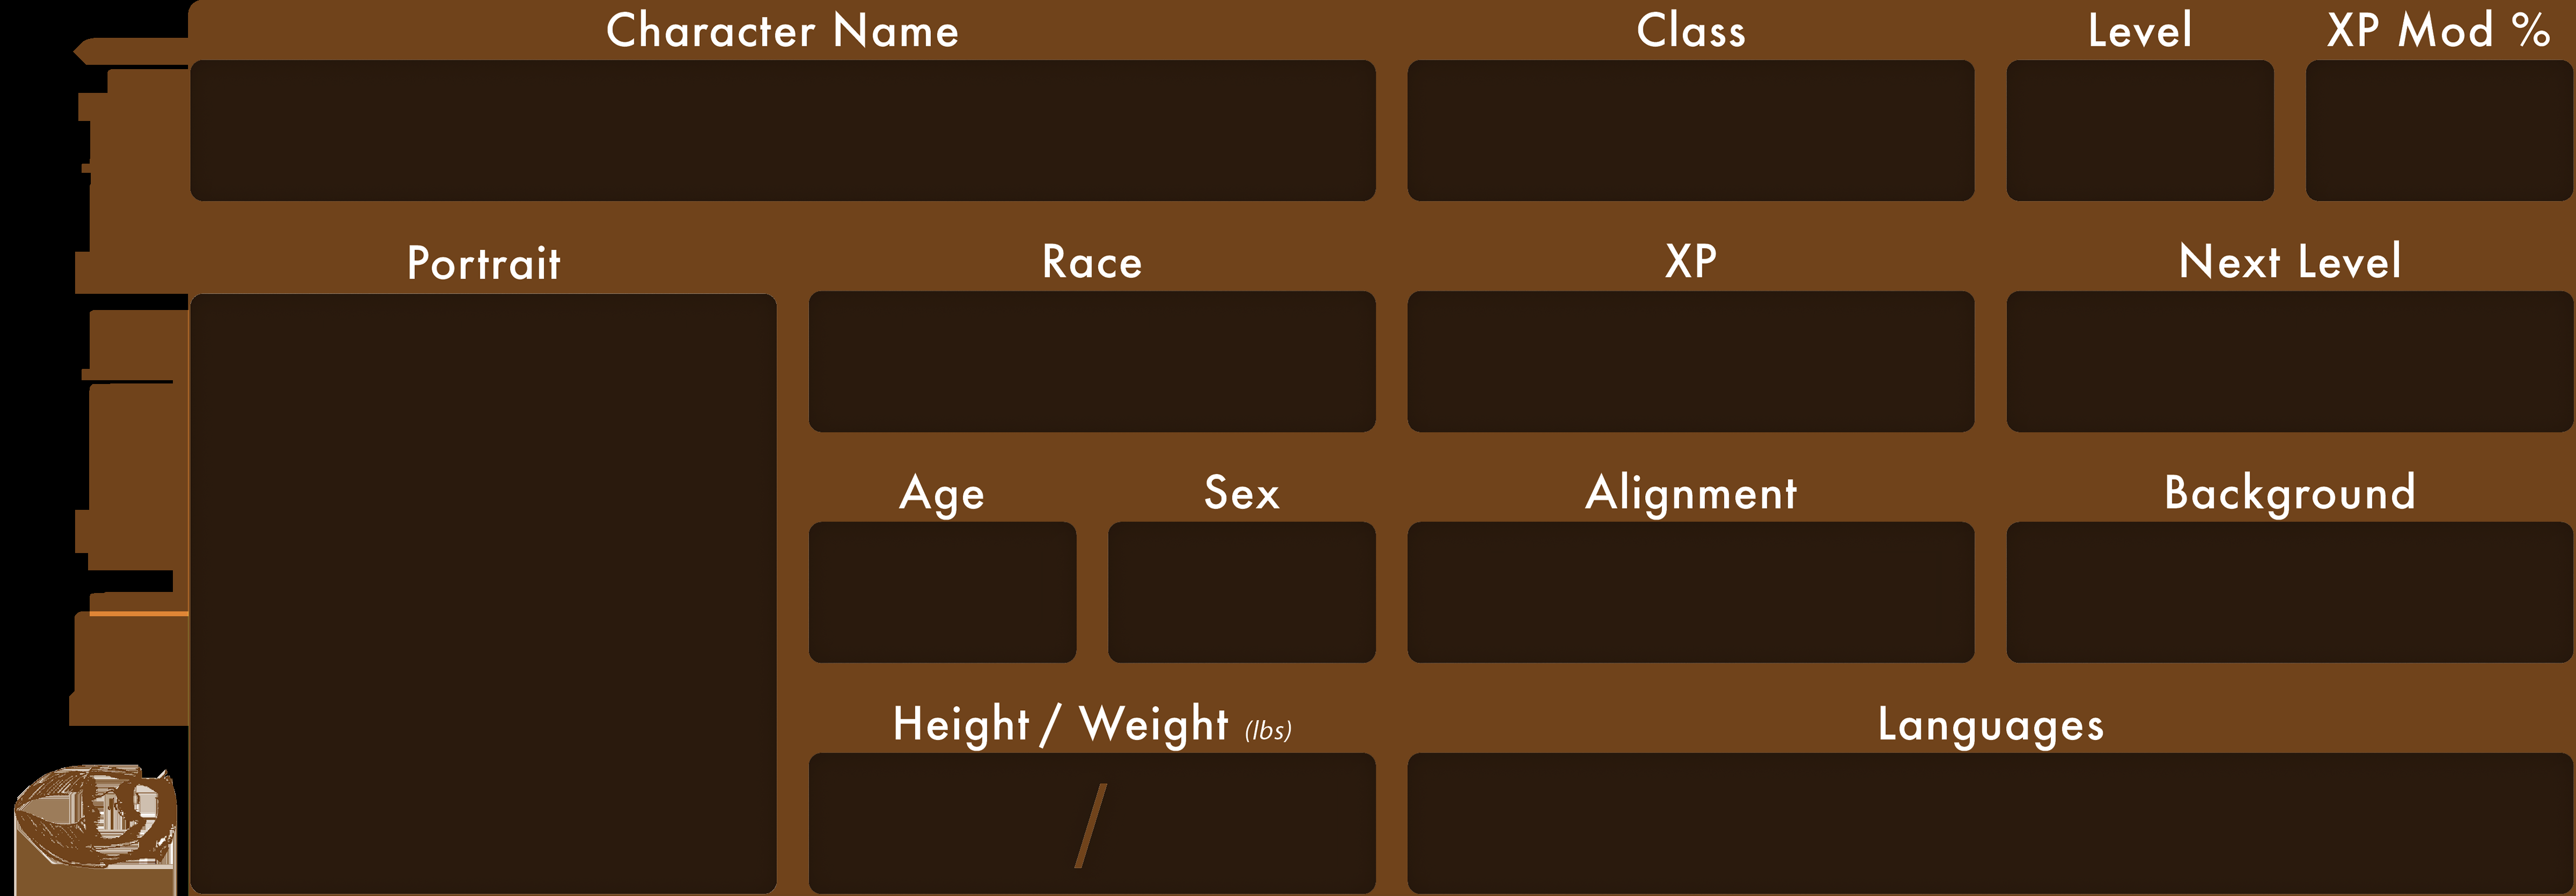 Character Name Class Level XP Mod %
Portrait Race XP Next Level
Age Sex Alignment Background
Height / Weight (lbs) Languages
/